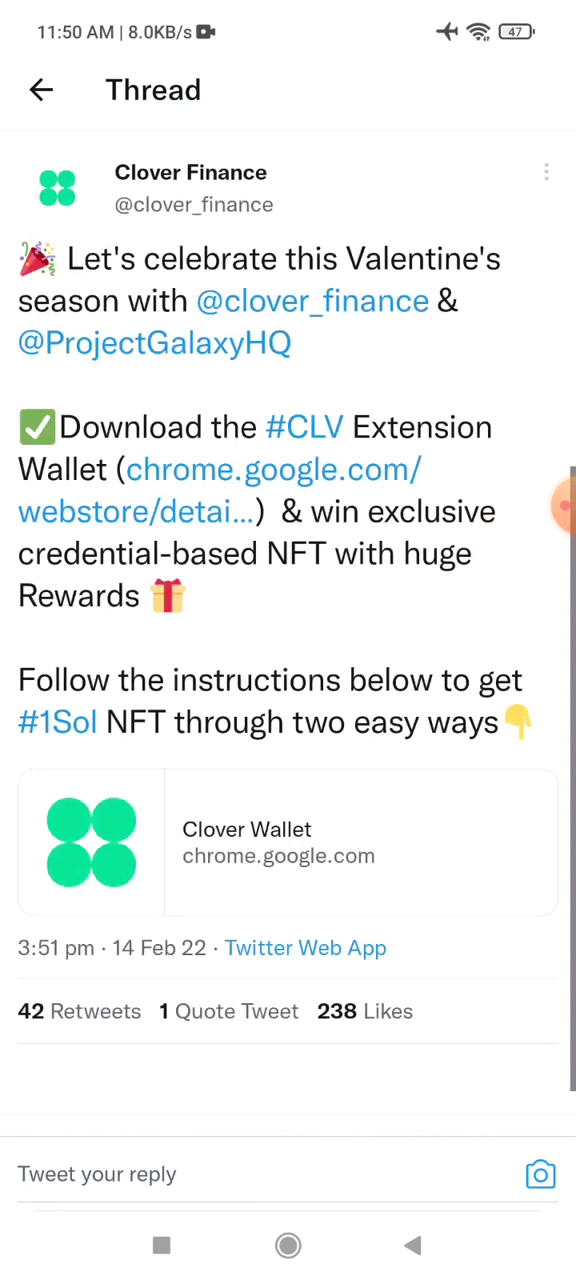 11:50 AM | 8.0KB/s
47
Thread
Clover Finance
@clover_finance
🎉 Let's celebrate this Valentine's
season with @clover_finance &
@ProjectGalaxyHQ
✅Download the #CLV Extension
Wallet (chrome.google.com/
webstore/detai...) & win exclusive
credential-based NFT with huge
Rewards 🎁
Follow the instructions below to get
#1Sol NFT through two easy ways👇
Clover Wallet
chrome.google.com
3:51 pm · 14 Feb 22 · Twitter Web App
42 Retweets 1 Quote Tweet 238 Likes
Tweet your reply